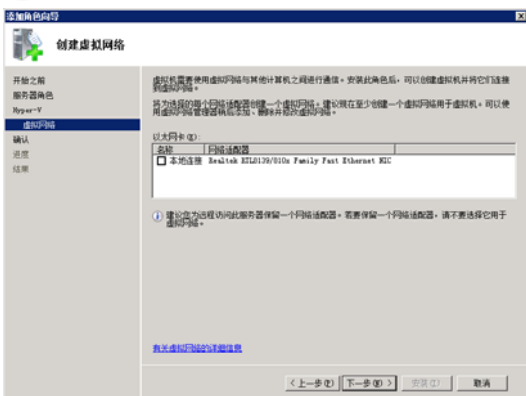 添加角色向导
创建虚拟网络
开始之前
服务器角色
Hyper-V
虚拟网络
确认
进度
结果
虚拟机需要使用虚拟网络与其他计算机之间进行通信。安装此角色后，可以创建虚拟机并将它们连接
到虚拟网络。
将为选择的每个网络适配器创建一个虚拟网络。建议现在至少创建一个虚拟网络用于虚拟机。可以使
用虚拟网络管理器稍后添加、删除并修改虚拟网络。
以太网卡(E):
名称 网络适配器
本地连接 Realtek RTL8139/810x Family Fast Ethernet NIC
建议您为远程访问此服务器保留一个网络适配器。若要保留一个网络适配器，请不要选择它用于
虚拟网络。
有关虚拟网络的详细信息
< 上一步(P) 下一步(N) > 安装(I) 取消